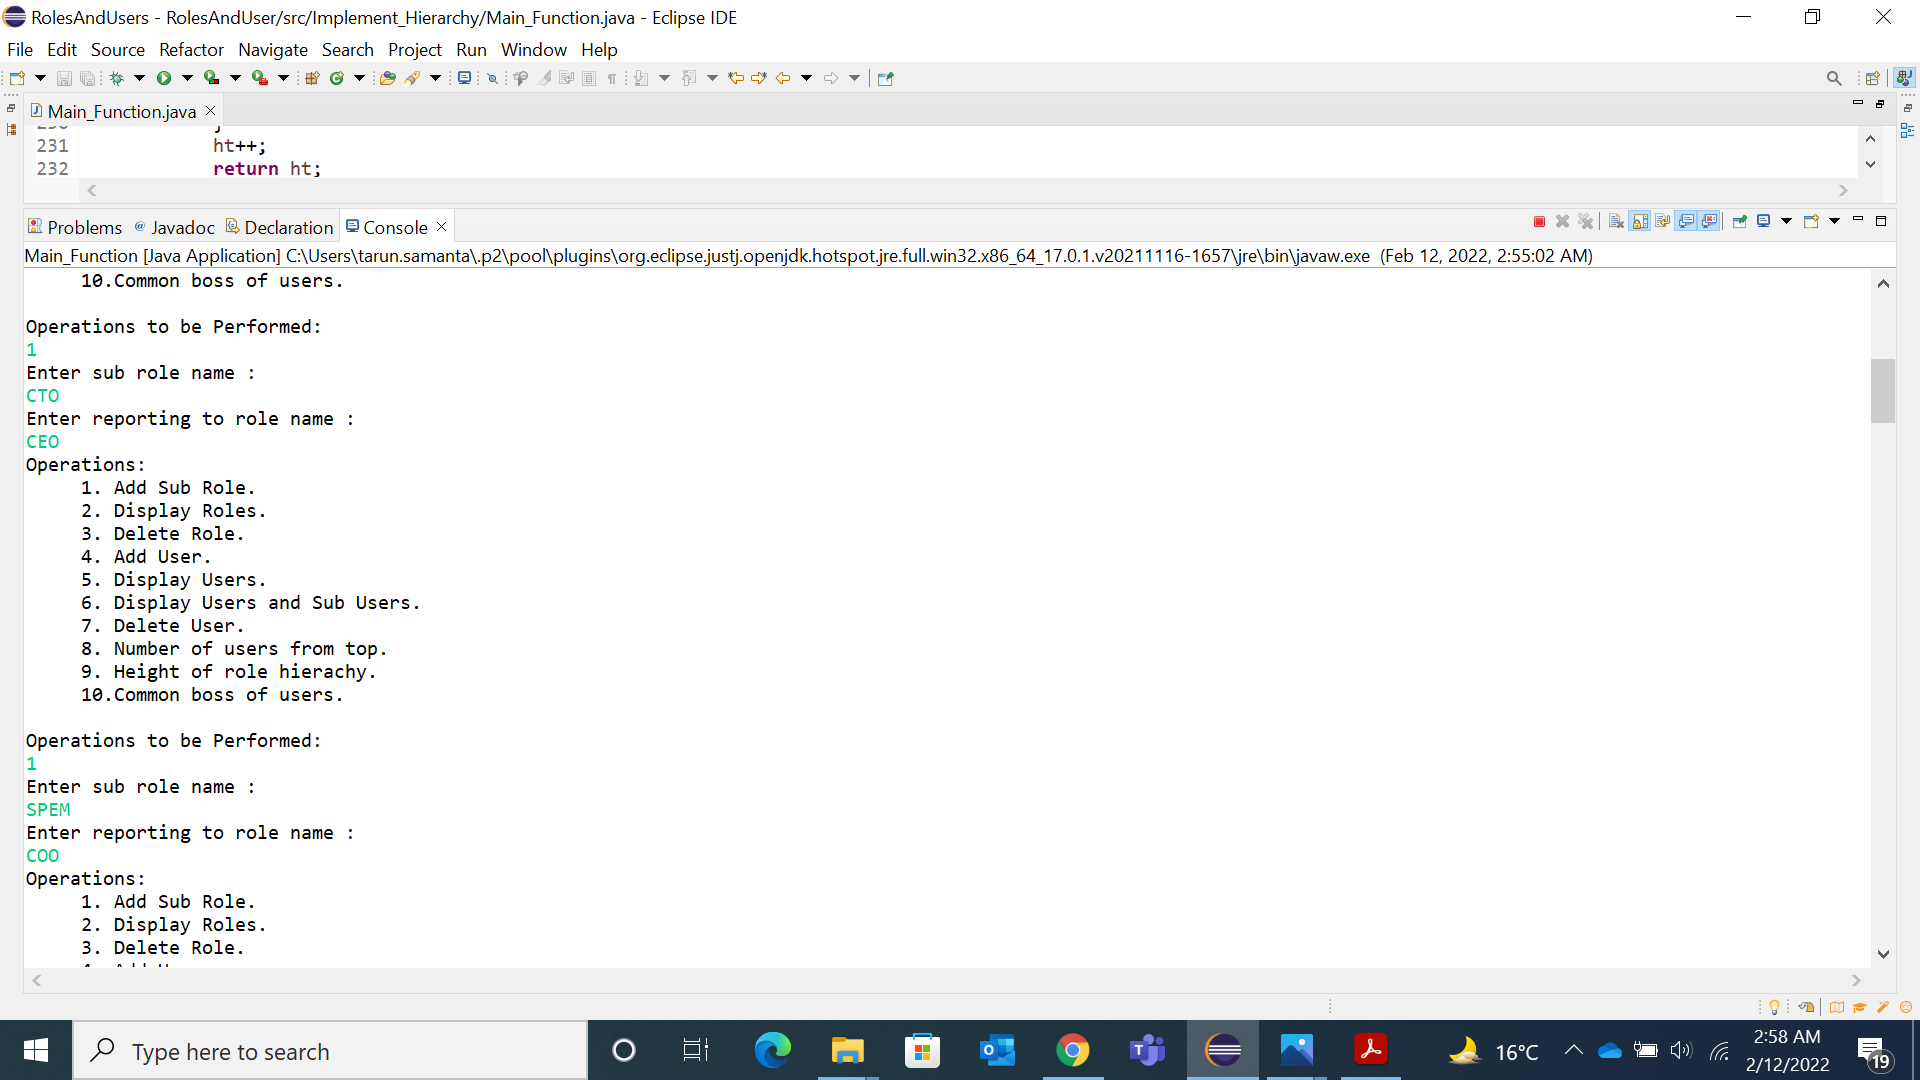 RolesAndUsers - RolesAndUser/src/Implement_Hierarchy/Main_Function.java - Eclipse IDE
File Edit Source Refactor Navigate Search Project Run Window Help
Main_Function.java
231 ht++;
232 return ht;
Problems @ Javadoc Declaration Console
Main_Function [Java Application] C:\Users\tarun.samanta\.p2\pool\plugins\org.eclipse.justj.openjdk.hotspot.jre.full.win32.x86_64_17.0.1.v20211116-1657\jre\bin\javaw.exe (Feb 12, 2022, 2:55:02 AM)
10.Common boss of users.
Operations to be Performed:
1
Enter sub role name :
CTO
Enter reporting to role name :
CEO
Operations:
1. Add Sub Role.
2. Display Roles.
3. Delete Role.
4. Add User.
5. Display Users.
6. Display Users and Sub Users.
7. Delete User.
8. Number of users from top.
9. Height of role hierachy.
10.Common boss of users.
Operations to be Performed:
1
Enter sub role name :
SPEM
Enter reporting to role name :
COO
Operations:
1. Add Sub Role.
2. Display Roles.
3. Delete Role.
Type here to search
16°C
2:58 AM
2/12/2022
19